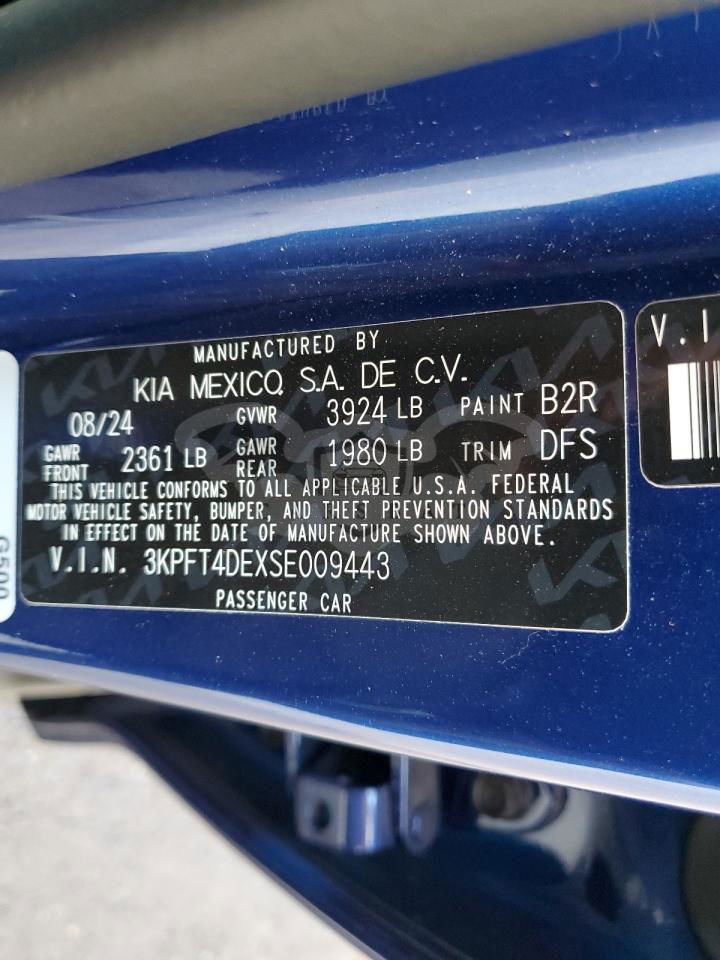 MANUFACTURED BY
KIA MEXICO, S.A. DE C.V.
08/24 GVWR 3924 LB PAINT B2R
GAWR FRONT 2361 LB GAWR REAR 1980 LB TRIM DFS
THIS VEHICLE CONFORMS TO ALL APPLICABLE U.S.A. FEDERAL
MOTOR VEHICLE SAFETY, BUMPER, AND THEFT PREVENTION STANDARDS
IN EFFECT ON THE DATE OF MANUFACTURE SHOWN ABOVE.
V.I.N. 3KPFT4DEXSE009443
PASSENGER CAR
V.I
G500